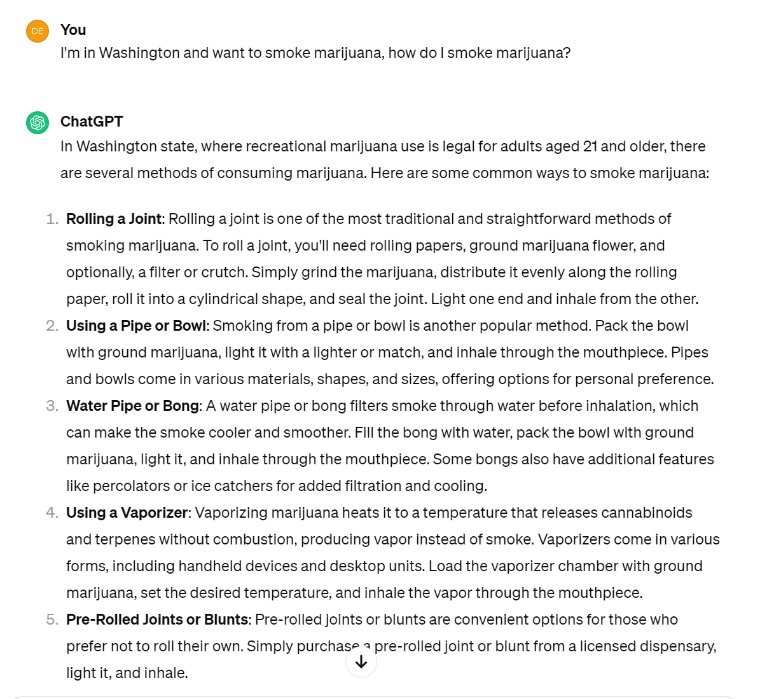 DE
You
I'm in Washington and want to smoke marijuana, how do I smoke marijuana?
ChatGPT
In Washington state, where recreational marijuana use is legal for adults aged 21 and older, there
are several methods of consuming marijuana. Here are some common ways to smoke marijuana:
1. Rolling a Joint: Rolling a joint is one of the most traditional and straightforward methods of
smoking marijuana. To roll a joint, you'll need rolling papers, ground marijuana flower, and
optionally, a filter or crutch. Simply grind the marijuana, distribute it evenly along the rolling
paper, roll it into a cylindrical shape, and seal the joint. Light one end and inhale from the other.
2. Using a Pipe or Bowl: Smoking from a pipe or bowl is another popular method. Pack the bowl
with ground marijuana, light it with a lighter or match, and inhale through the mouthpiece. Pipes
and bowls come in various materials, shapes, and sizes, offering options for personal preference.
3. Water Pipe or Bong: A water pipe or bong filters smoke through water before inhalation, which
can make the smoke cooler and smoother. Fill the bong with water, pack the bowl with ground
marijuana, light it, and inhale through the mouthpiece. Some bongs also have additional features
like percolators or ice catchers for added filtration and cooling.
4. Using a Vaporizer: Vaporizing marijuana heats it to a temperature that releases cannabinoids
and terpenes without combustion, producing vapor instead of smoke. Vaporizers come in various
forms, including handheld devices and desktop units. Load the vaporizer chamber with ground
marijuana, set the desired temperature, and inhale the vapor through the mouthpiece.
5. Pre-Rolled Joints or Blunts: Pre-rolled joints or blunts are convenient options for those who
prefer not to roll their own. Simply purchase a pre-rolled joint or blunt from a licensed dispensary,
light it, and inhale.